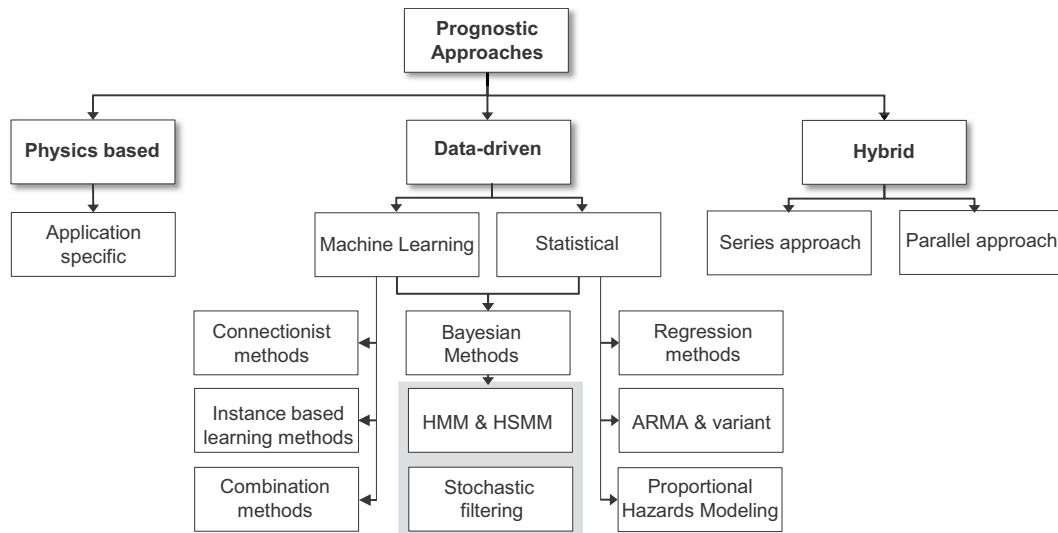 Prognostic
Approaches
Physics based
Data-driven
Hybrid
Application
specific
Machine Learning
Statistical
Series approach
Parallel approach
Connectionist
methods
Bayesian
Methods
Regression
methods
Instance based
learning methods
HMM & HSMM
ARMA & variant
Combination
methods
Stochastic
filtering
Proportional
Hazards Modeling